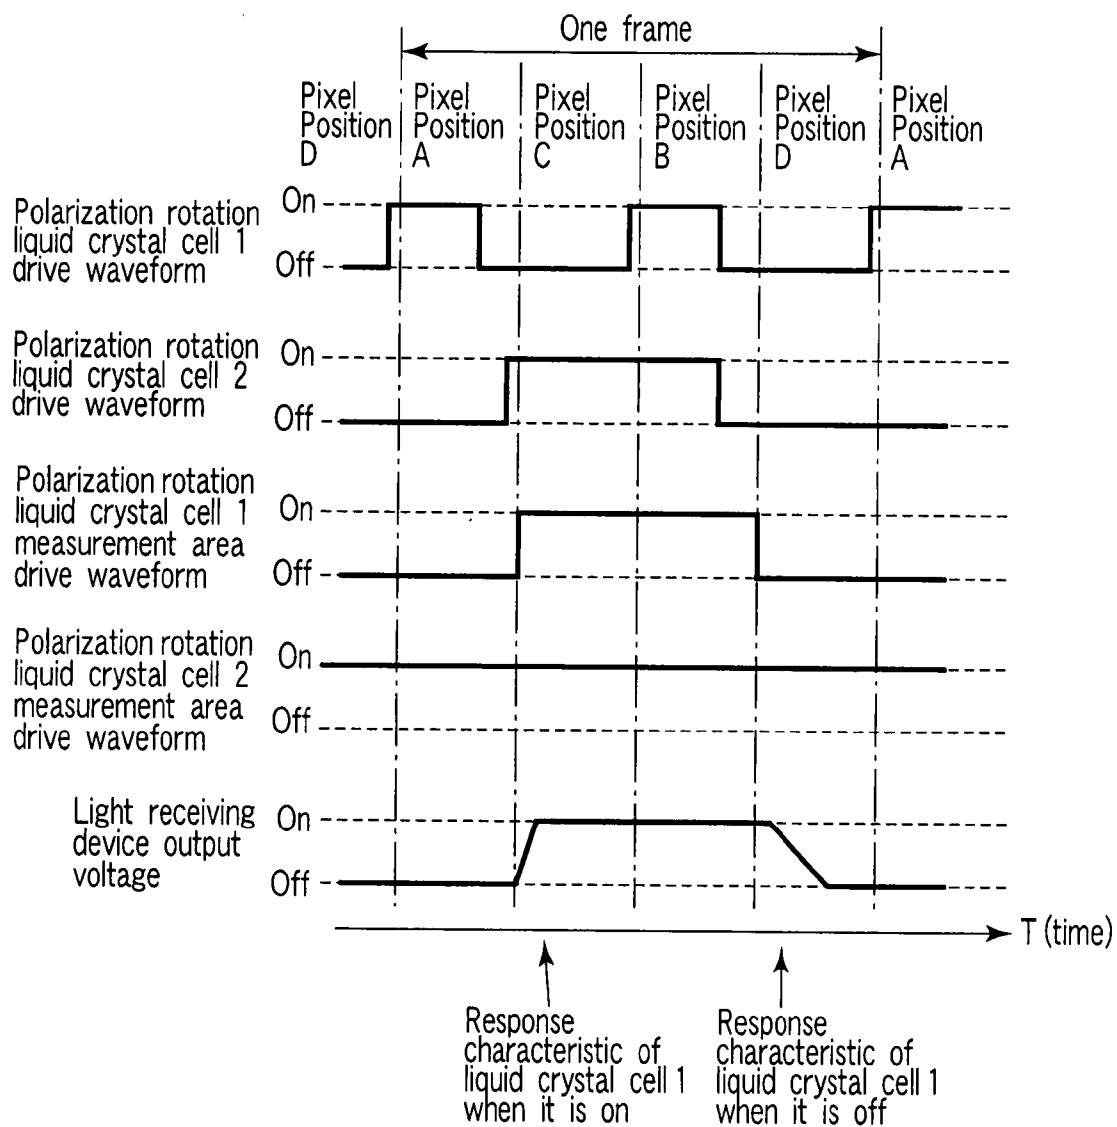 One frame
Pixel
Position
D
Pixel
Position
A
Pixel
Position
C
Pixel
Position
B
Pixel
Position
D
Pixel
Position
A
Polarization rotation
liquid crystal cell 1
drive waveform
On
Off
Polarization rotation
liquid crystal cell 2
drive waveform
On
Off
Polarization rotation
liquid crystal cell 1
measurement area
drive waveform
On
Off
Polarization rotation
liquid crystal cell 2
measurement area
drive waveform
On
Off
Light receiving
device output
voltage
On
Off
T (time)
Response
characteristic of
liquid crystal cell 1
when it is on
Response
characteristic of
liquid crystal cell 1
when it is off